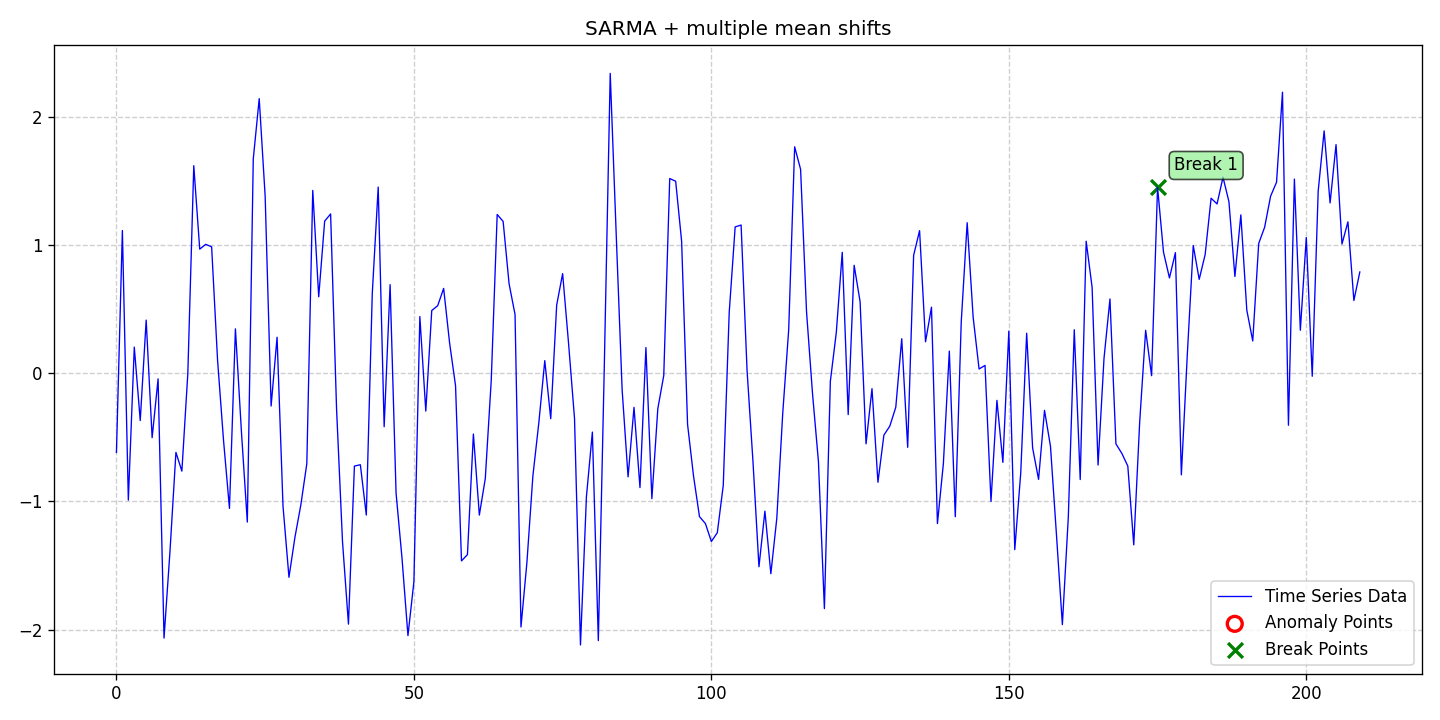 SARMA + multiple mean shifts
2
1
0
−1
−2
Break 1
Time Series Data
Anomaly Points
Break Points
0
50
100
150
200